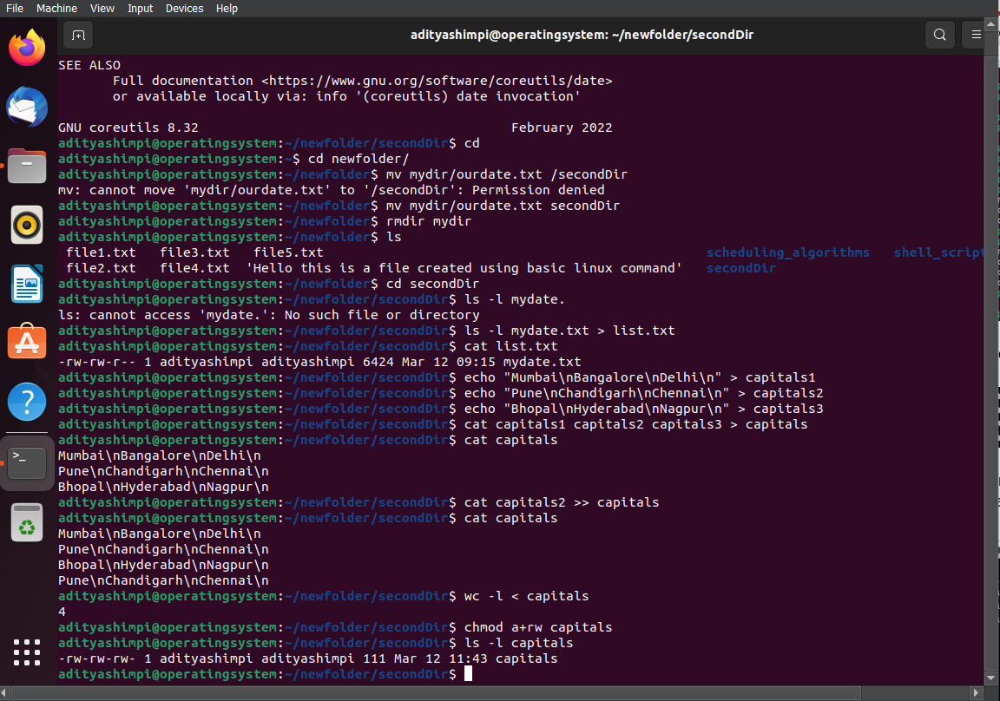 File Machine View Input Devices Help
adityashimpi@operatingsystem: ~/newfolder/secondDir
SEE ALSO
Full documentation <https://www.gnu.org/software/coreutils/date>
or available locally via: info '(coreutils) date invocation'
GNU coreutils 8.32 February 2022
adityashimpi@operatingsystem:~/newfolder/secondDir$ cd
adityashimpi@operatingsystem:~$ cd newfolder/
adityashimpi@operatingsystem:~/newfolder$ mv mydir/ourdate.txt /secondDir
mv: cannot move 'mydir/ourdate.txt' to '/secondDir': Permission denied
adityashimpi@operatingsystem:~/newfolder$ mv mydir/ourdate.txt secondDir
adityashimpi@operatingsystem:~/newfolder$ rmdir mydir
adityashimpi@operatingsystem:~/newfolder$ ls
file1.txt file3.txt file5.txt scheduling_algorithms shell_script
file2.txt file4.txt 'Hello this is a file created using basic linux command' secondDir
adityashimpi@operatingsystem:~/newfolder$ cd secondDir
adityashimpi@operatingsystem:~/newfolder/secondDir$ ls -l mydate.
ls: cannot access 'mydate.': No such file or directory
adityashimpi@operatingsystem:~/newfolder/secondDir$ ls -l mydate.txt > list.txt
adityashimpi@operatingsystem:~/newfolder/secondDir$ cat list.txt
-rw-rw-r-- 1 adityashimpi adityashimpi 6424 Mar 12 09:15 mydate.txt
adityashimpi@operatingsystem:~/newfolder/secondDir$ echo "Mumbai\nBangalore\nDelhi\n" > capitals1
adityashimpi@operatingsystem:~/newfolder/secondDir$ echo "Pune\nChandigarh\nChennai\n" > capitals2
adityashimpi@operatingsystem:~/newfolder/secondDir$ echo "Bhopal\nHyderabad\nNagpur\n" > capitals3
adityashimpi@operatingsystem:~/newfolder/secondDir$ cat capitals1 capitals2 capitals3 > capitals
adityashimpi@operatingsystem:~/newfolder/secondDir$ cat capitals
Mumbai\nBangalore\nDelhi\n
Pune\nChandigarh\nChennai\n
Bhopal\nHyderabad\nNagpur\n
adityashimpi@operatingsystem:~/newfolder/secondDir$ cat capitals2 >> capitals
adityashimpi@operatingsystem:~/newfolder/secondDir$ cat capitals
Mumbai\nBangalore\nDelhi\n
Pune\nChandigarh\nChennai\n
Bhopal\nHyderabad\nNagpur\n
Pune\nChandigarh\nChennai\n
adityashimpi@operatingsystem:~/newfolder/secondDir$ wc -l < capitals
4
adityashimpi@operatingsystem:~/newfolder/secondDir$ chmod a+rw capitals
adityashimpi@operatingsystem:~/newfolder/secondDir$ ls -l capitals
-rw-rw-rw- 1 adityashimpi adityashimpi 111 Mar 12 11:43 capitals
adityashimpi@operatingsystem:~/newfolder/secondDir$